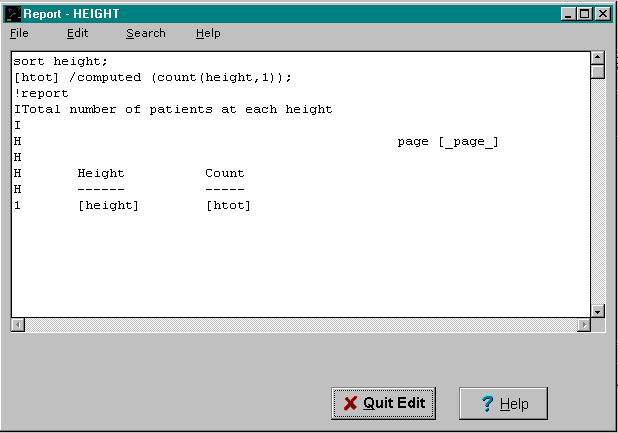 Report - HEIGHT
File Edit Search Help
sort height;
[htot] /computed (count(height,1));
!report
ITotal number of patients at each height
I
H page [_page_]
H
H Height Count
H ------ -----
1 [height] [htot]
Quit Edit ? Help